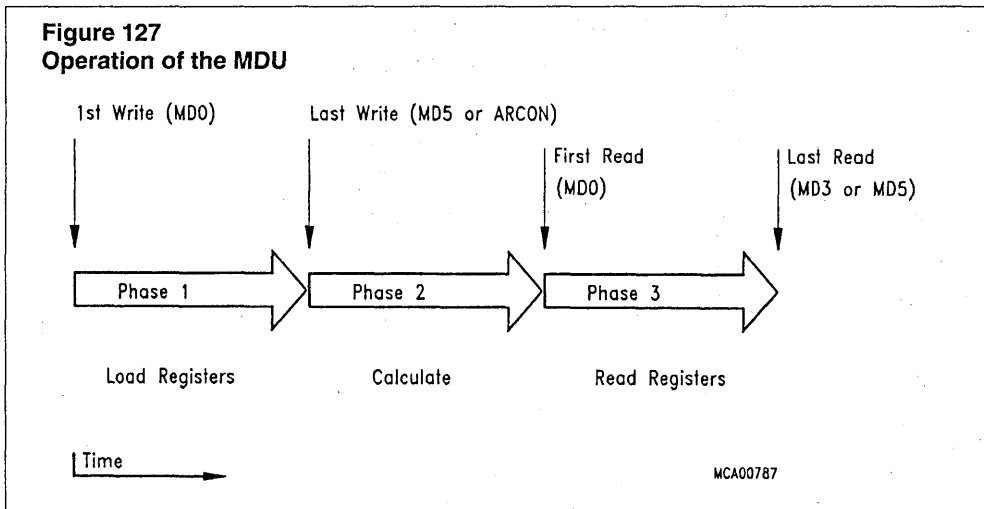 Figure 127
Operation of the MDU
1st Write (MD0)
Last Write (MD5 or ARCON)
First Read
(MD0)
Last Read
(MD3 or MD5)
Phase 1
Phase 2
Phase 3
Load Registers
Calculate
Read Registers
Time
MCA00787